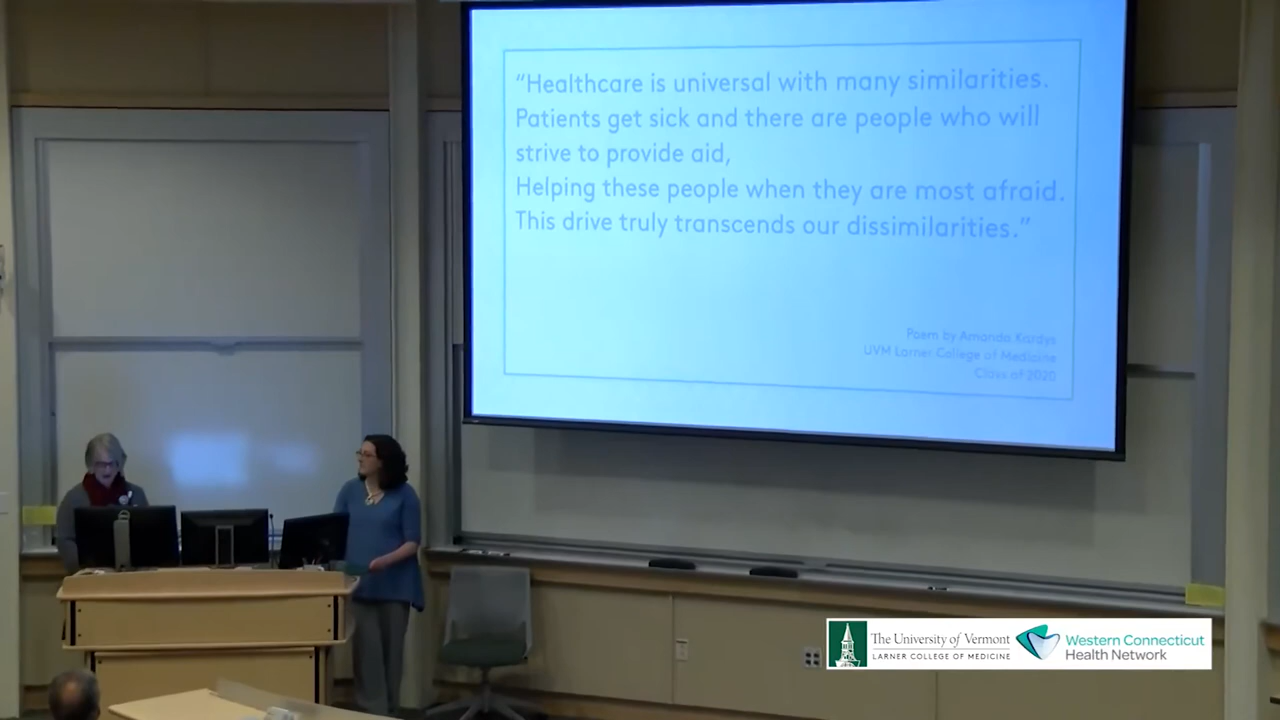 “Healthcare is universal with many similarities.
Patients get sick and there are people who will
strive to provide aid,
Helping these people when they are most afraid.
This drive truly transcends our dissimilarities.”
Poem by Amanda Kardys
UVM Larner College of Medicine
Class of 2020
The University of Vermont
LARNER COLLEGE OF MEDICINE
Western Connecticut
Health Network